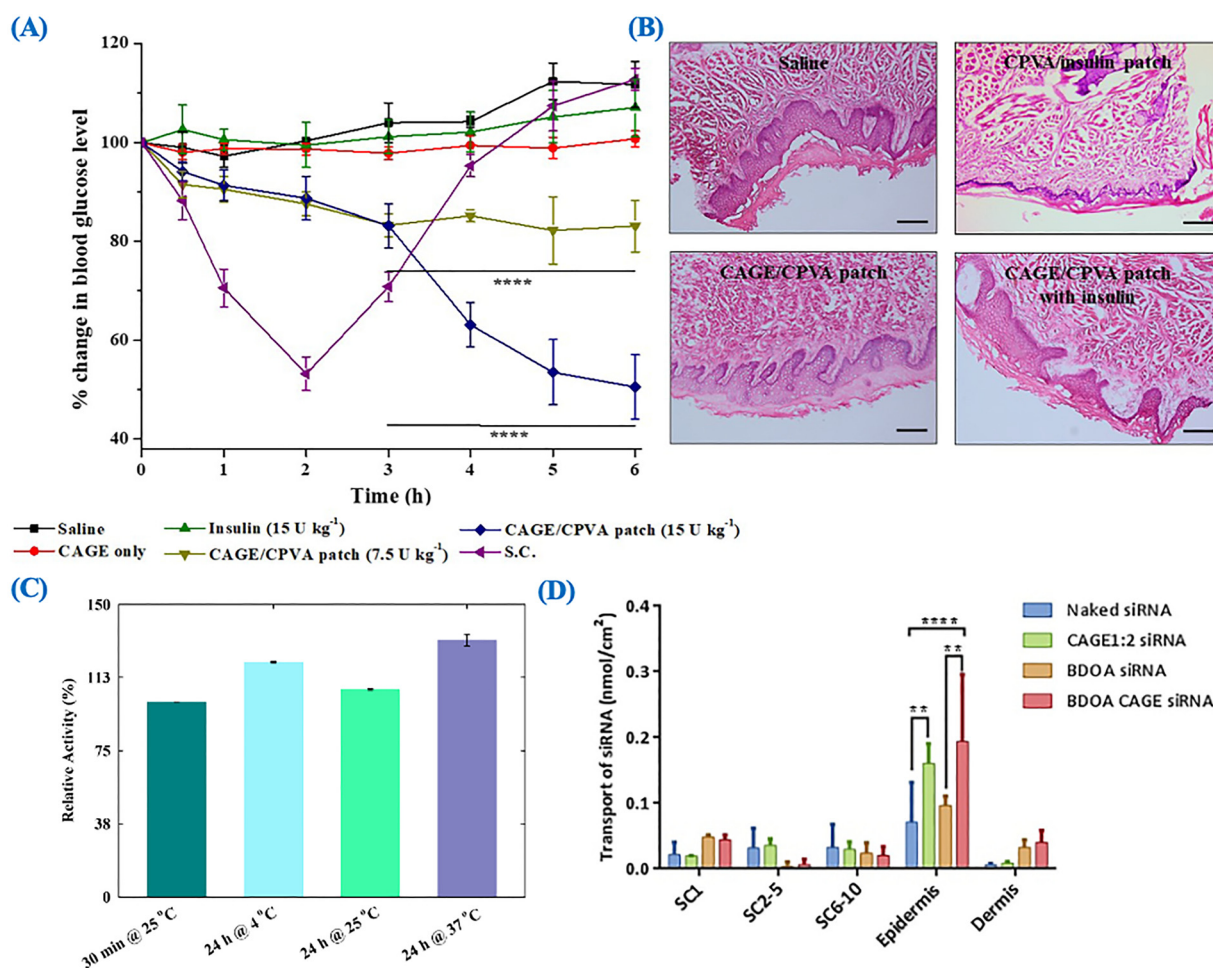 (A)
% change in blood glucose level
120
100
80
60
40
0
1
2
3
4
5
6
****
****
Time (h)
Saline
Insulin (15 U kg⁻¹)
CAGE/CPVA patch (15 U kg⁻¹)
CAGE only
CAGE/CPVA patch (7.5 U kg⁻¹)
S.C.
(B)
Saline
CPVA/insulin patch
CAGE/CPVA patch
CAGE/CPVA patch
with insulin
(C)
Relative Activity (%)
150
113
75
38
0
30 min @ 25 °C
24 h @ 4 °C
24 h @ 25 °C
24 h @ 37 °C
(D)
Transport of siRNA (nmol/cm²)
0.4
0.3
0.2
0.1
0.0
****
**
**
SC1
SC2-5
SC6-10
Epidermis
Dermis
Naked siRNA
CAGE1:2 siRNA
BDOA siRNA
BDOA CAGE siRNA